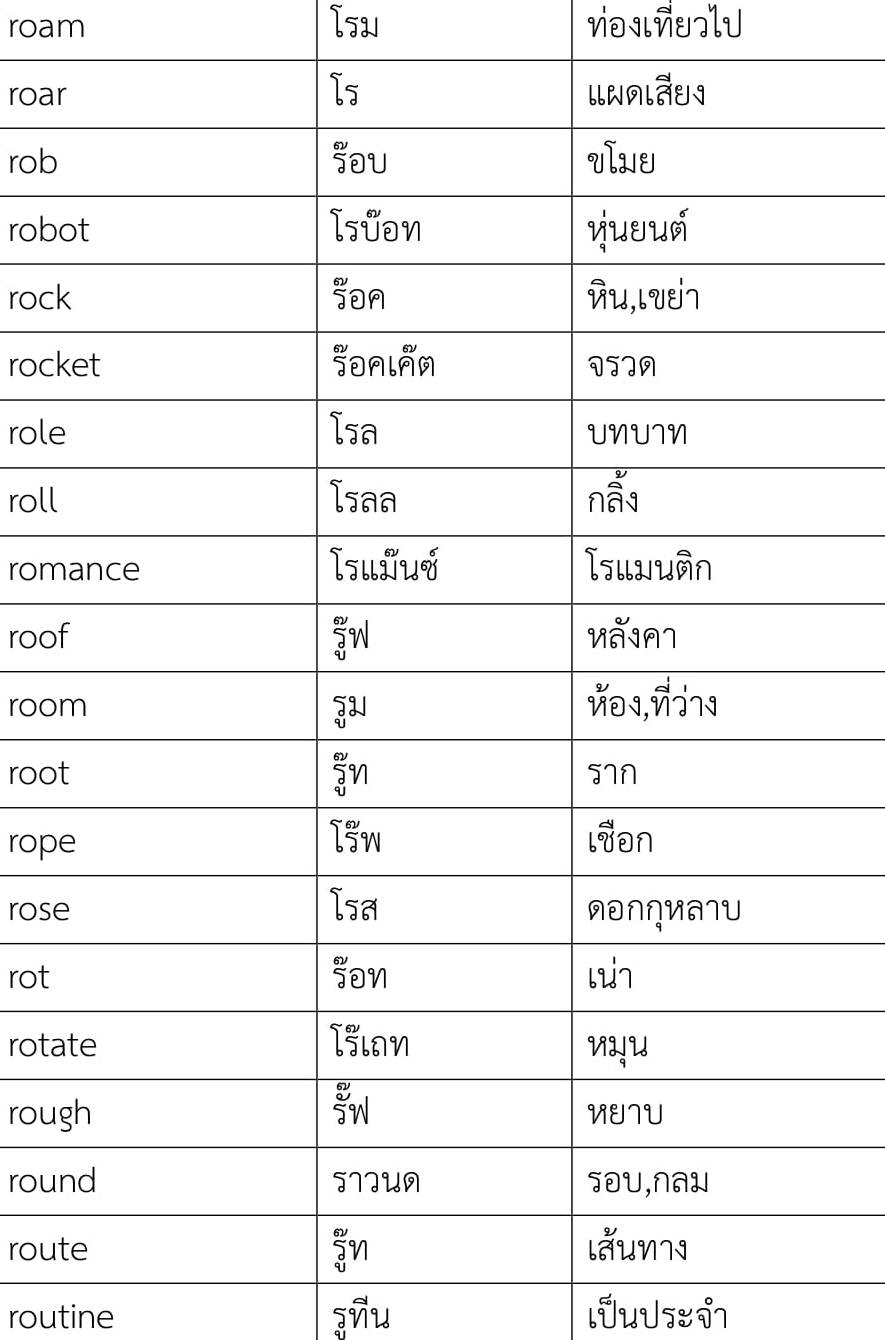 roam โรม ท่องเที่ยวไป
roar โร แผดเสียง
rob ร๊อบ ขโมย
robot โรบ๊อท หุ่นยนต์
rock ร๊อค หิน,เขย่า
rocket ร๊อคเค๊ต จรวด
role โรล บทบาท
roll โรลล กลิ้ง
romance โรแม๊นซ์ โรแมนติก
roof รู๊ฟ หลังคา
room รูม ห้อง,ที่ว่าง
root รู๊ท ราก
rope โร๊พ เชือก
rose โรส ดอกกุหลาบ
rot ร๊อท เน่า
rotate โร๊เถท หมุน
rough รั๊ฟ หยาบ
round ราวนด รอบ,กลม
route รู๊ท เส้นทาง
routine รูทีน เป็นประจำ